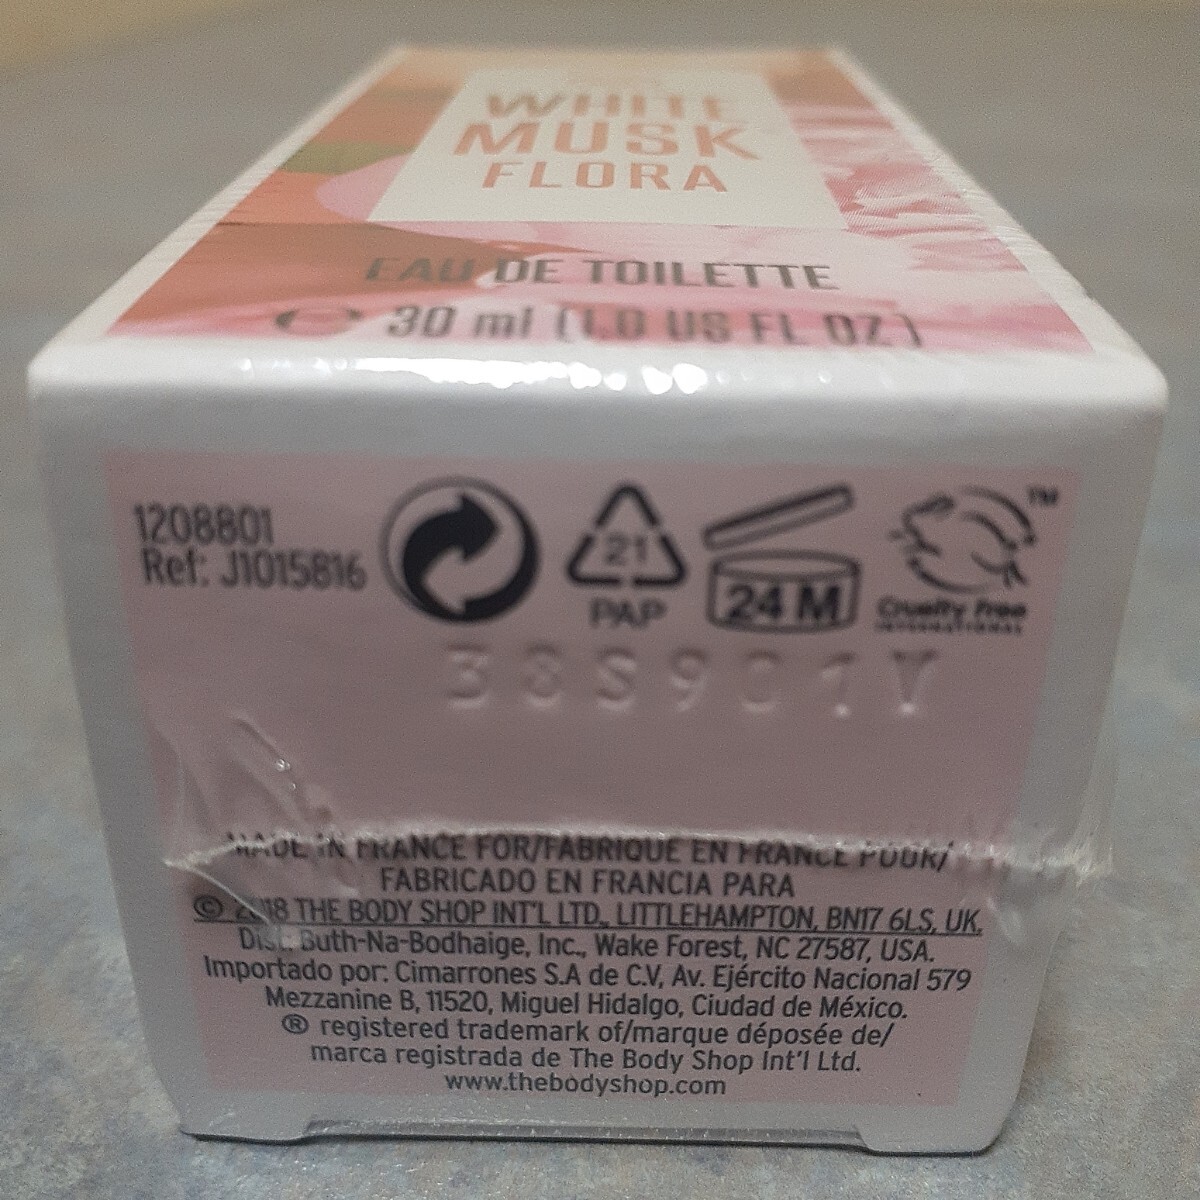 WHITE
MUSK
FLORA
EAU DE TOILETTE
℮ 30 ml (1.0 US FL OZ)
1208801
Ref: J1015816
21
PAP
24 M
TM
Cruelty Free
INTERNATIONAL
38S901V
MADE IN FRANCE FOR/FABRIQUE EN FRANCE POUR/
FABRICADO EN FRANCIA PARA
© 2018 THE BODY SHOP INT'L LTD., LITTLEHAMPTON, BN17 6LS, UK.
Dist. Buth-Na-Bodhaige, Inc., Wake Forest, NC 27587, USA.
Importado por: Cimarrones S.A de C.V, Av. Ejército Nacional 579
Mezzanine B, 11520, Miguel Hidalgo, Ciudad de México.
® registered trademark of/marque déposée de/
marca registrada de The Body Shop Int'l Ltd.
www.thebodyshop.com